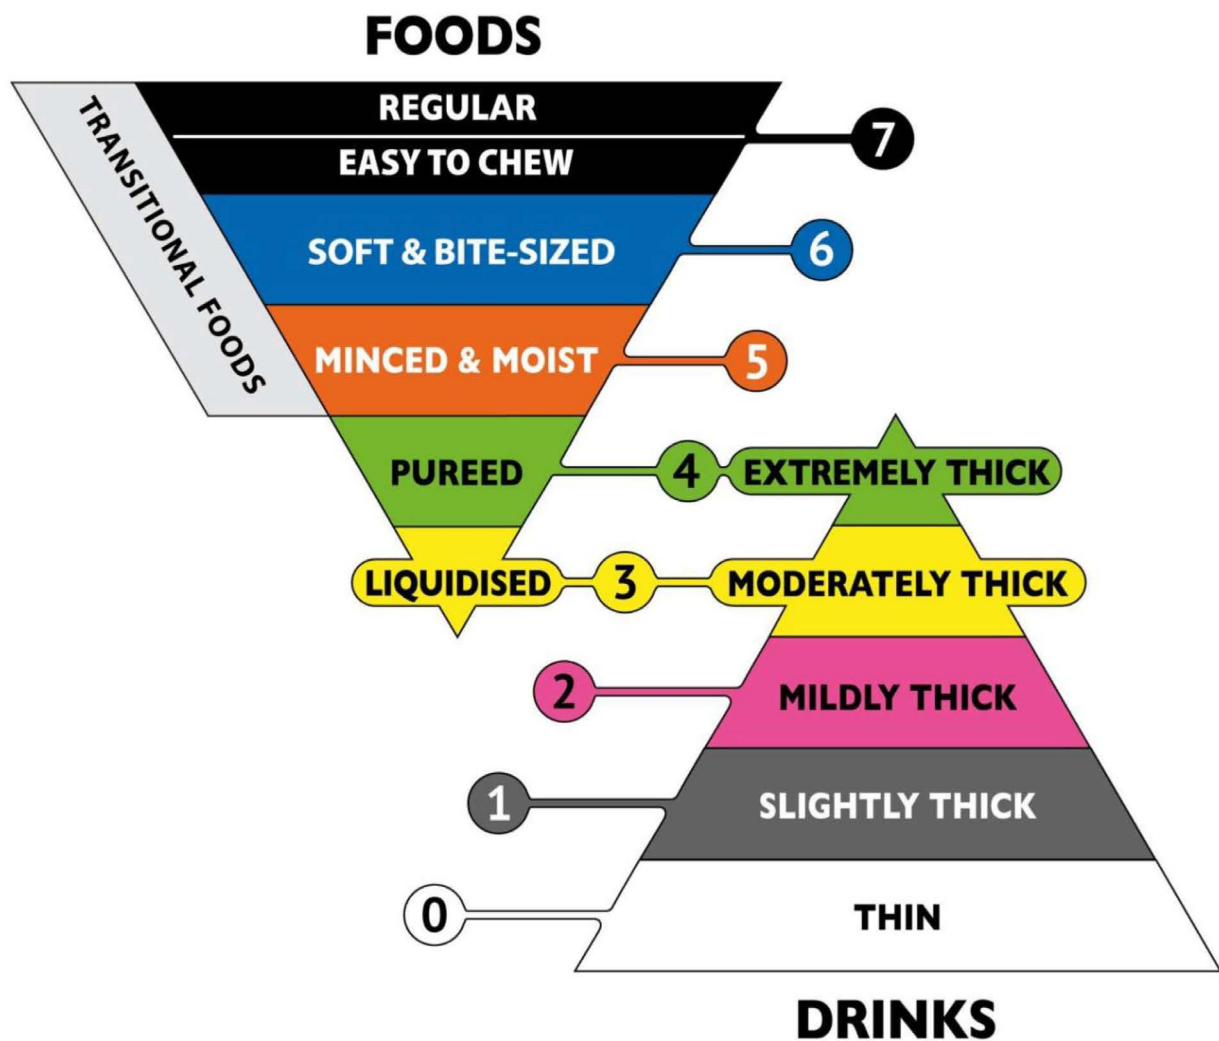 FOODS
TRANSITIONAL FOODS
REGULAR
EASY TO CHEW
7
SOFT & BITE-SIZED
6
MINCED & MOIST
5
PUREED
4
EXTREMELY THICK
LIQUIDISED
3
MODERATELY THICK
2
MILDLY THICK
1
SLIGHTLY THICK
0
THIN
DRINKS